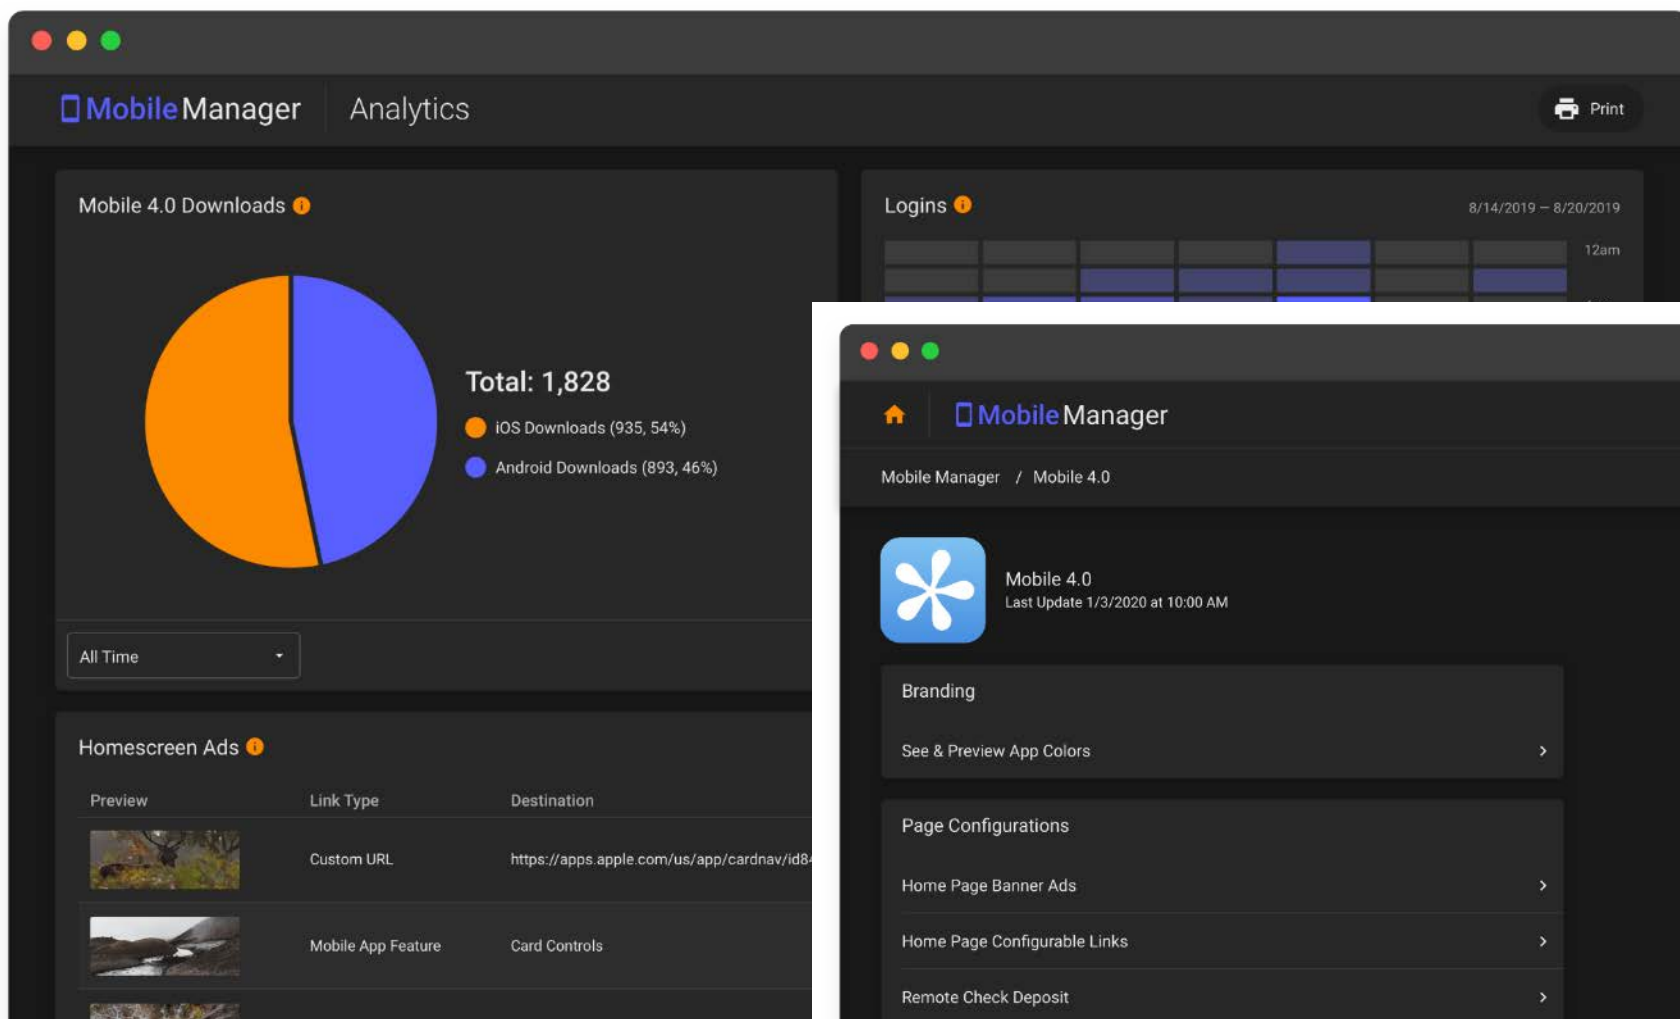 MobileManager
Analytics
Print
Mobile 4.0 Downloads
Total: 1,828
iOS Downloads (935, 54%)
Android Downloads (893, 46%)
All Time
Logins
8/14/2019 – 8/20/2019
12am
Homescreen Ads
Preview Link Type Destination
Custom URL https://apps.apple.com/us/app/cardnav/id8
Mobile App Feature Card Controls
MobileManager
Mobile Manager / Mobile 4.0
Mobile 4.0
Last Update 1/3/2020 at 10:00 AM
Branding
See & Preview App Colors
Page Configurations
Home Page Banner Ads
Home Page Configurable Links
Remote Check Deposit